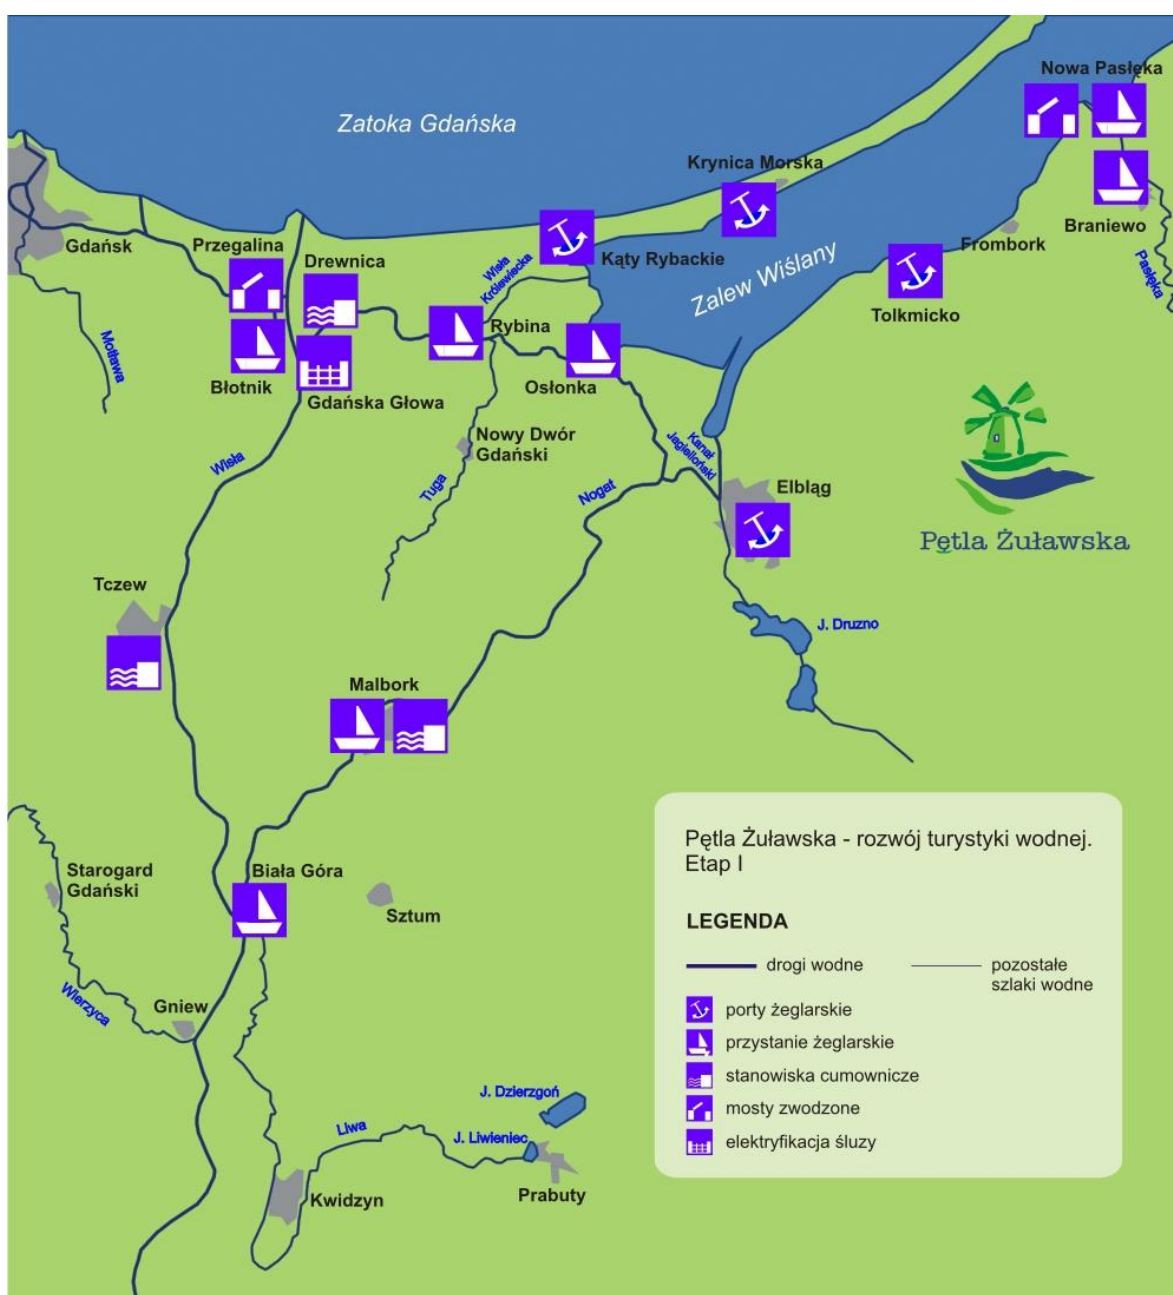 Nowa Pasłęka
Zatoka Gdańska
Krynica Morska
Braniewo
Gdańsk
Przegalina
Drewnica
Wisła
Królewiecka
Kąty Rybackie
Zalew Wiślany
Frombork
Pasłęka
Tolkmicko
Motława
Rybina
Błotnik
Gdańska Głowa
Osłonka
Nowy Dwór
Gdański
Kanał
Jagielloński
Wisła
Tuga
Nogat
Elbląg
Pętla Żuławska
Tczew
J. Druzno
Malbork
Starogard
Gdański
Biała Góra
Sztum
Wierzyca
Gniew
J. Dzierzgoń
Liwa
J. Liwieniec
Kwidzyn
Prabuty
Pętla Żuławska - rozwój turystyki wodnej.
Etap I
LEGENDA
drogi wodne
pozostałe
szlaki wodne
porty żeglarskie
przystanie żeglarskie
stanowiska cumownicze
mosty zwodzone
elektryfikacja śluzy